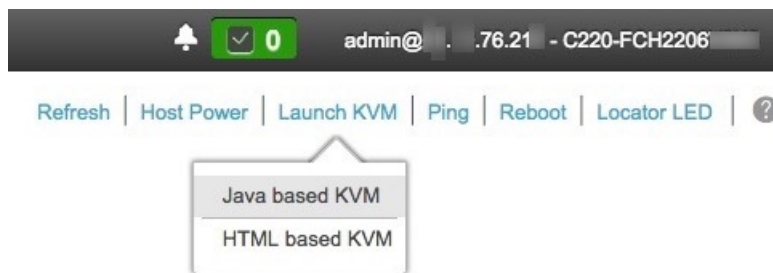 0 admin@ . .76.21 - C220-FCH2206
Refresh | Host Power | Launch KVM | Ping | Reboot | Locator LED | ?
Java based KVM
HTML based KVM